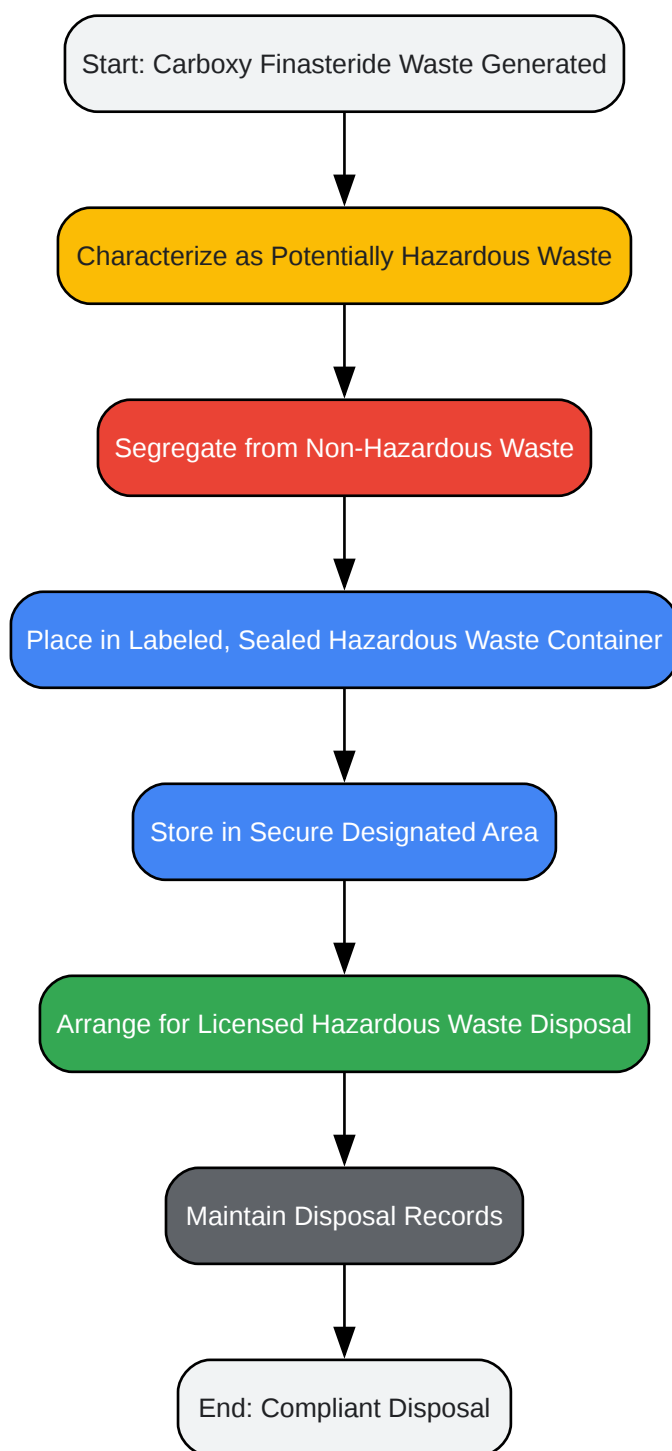 Start: Carboxy Finasteride Waste Generated
Characterize as Potentially Hazardous Waste
Segregate from Non-Hazardous Waste
Place in Labeled, Sealed Hazardous Waste Container
Store in Secure Designated Area
Arrange for Licensed Hazardous Waste Disposal
Maintain Disposal Records
End: Compliant Disposal